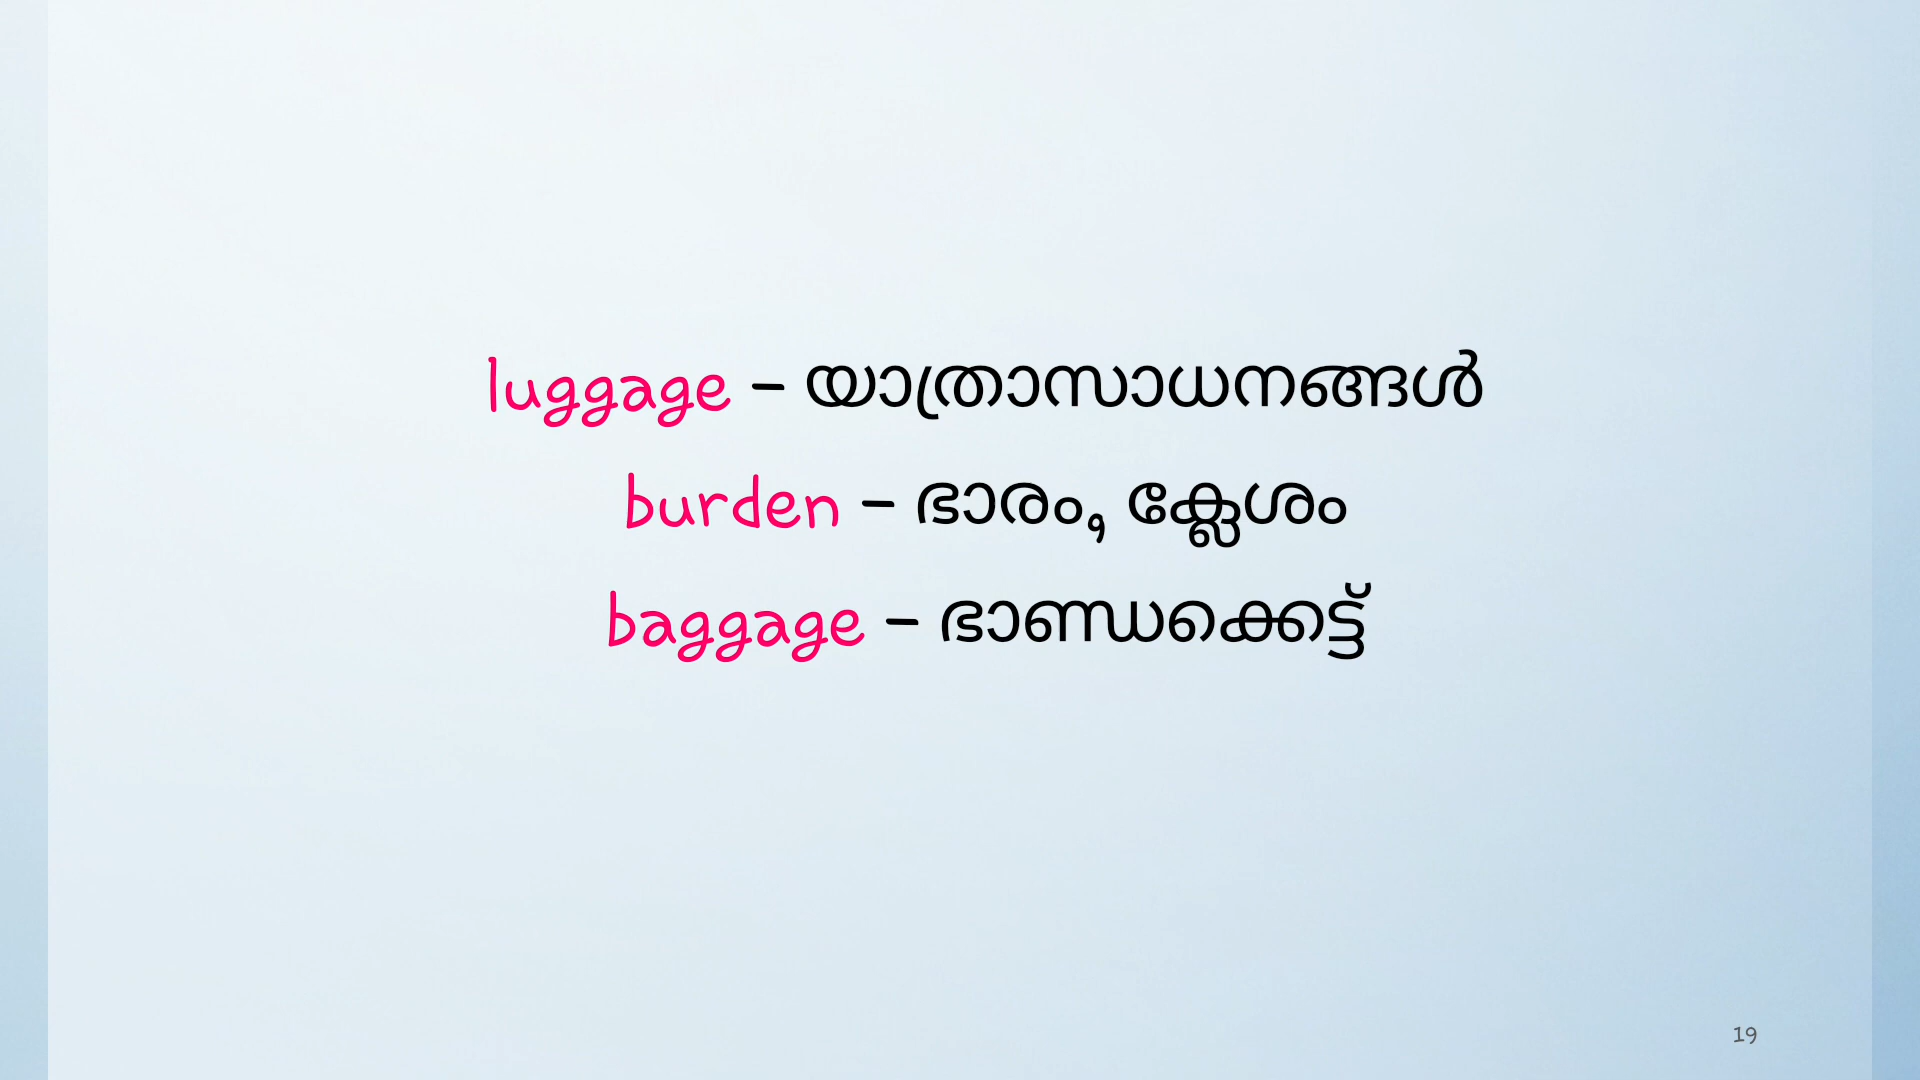 luggage – യാത്രാസാധനങ്ങൾ
burden – ഭാരം, ക്ലേശം
baggage – ഭാണ്ഡക്കെട്ട്
19